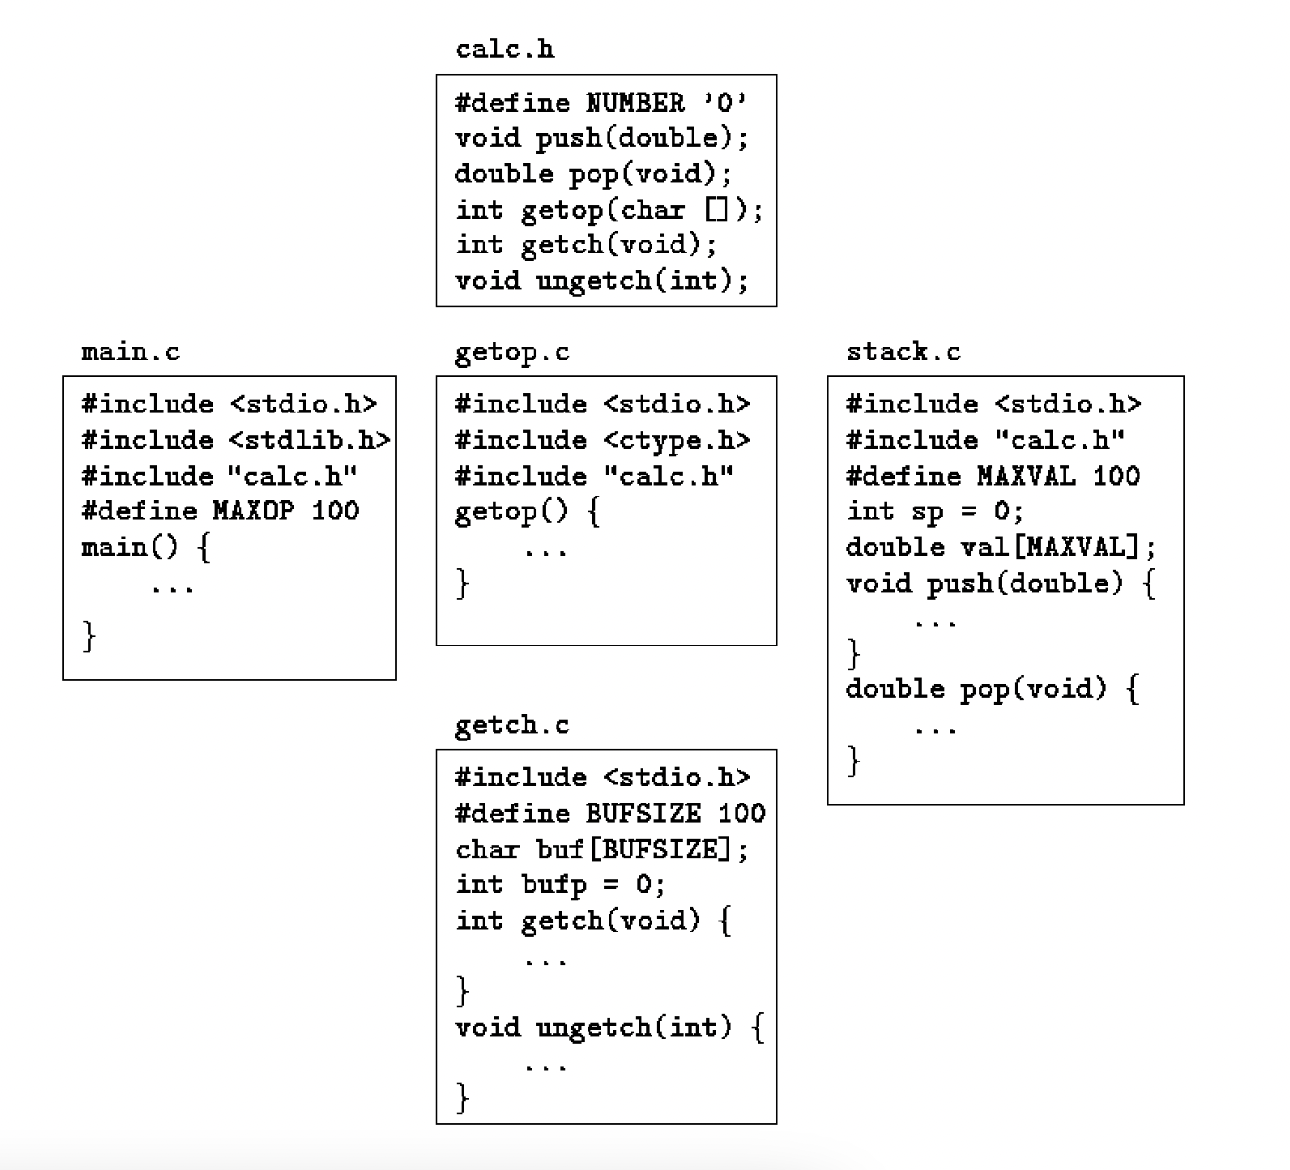 calc.h
#define NUMBER '0'
void push(double);
double pop(void);
int getop(char []);
int getch(void);
void ungetch(int);
main.c
#include <stdio.h>
#include <stdlib.h>
#include "calc.h"
#define MAXOP 100
main() {
...
}
getop.c
#include <stdio.h>
#include <ctype.h>
#include "calc.h"
getop() {
...
}
getch.c
#include <stdio.h>
#define BUFSIZE 100
char buf[BUFSIZE];
int bufp = 0;
int getch(void) {
...
}
void ungetch(int) {
...
}
stack.c
#include <stdio.h>
#include "calc.h"
#define MAXVAL 100
int sp = 0;
double val[MAXVAL];
void push(double) {
...
}
double pop(void) {
...
}